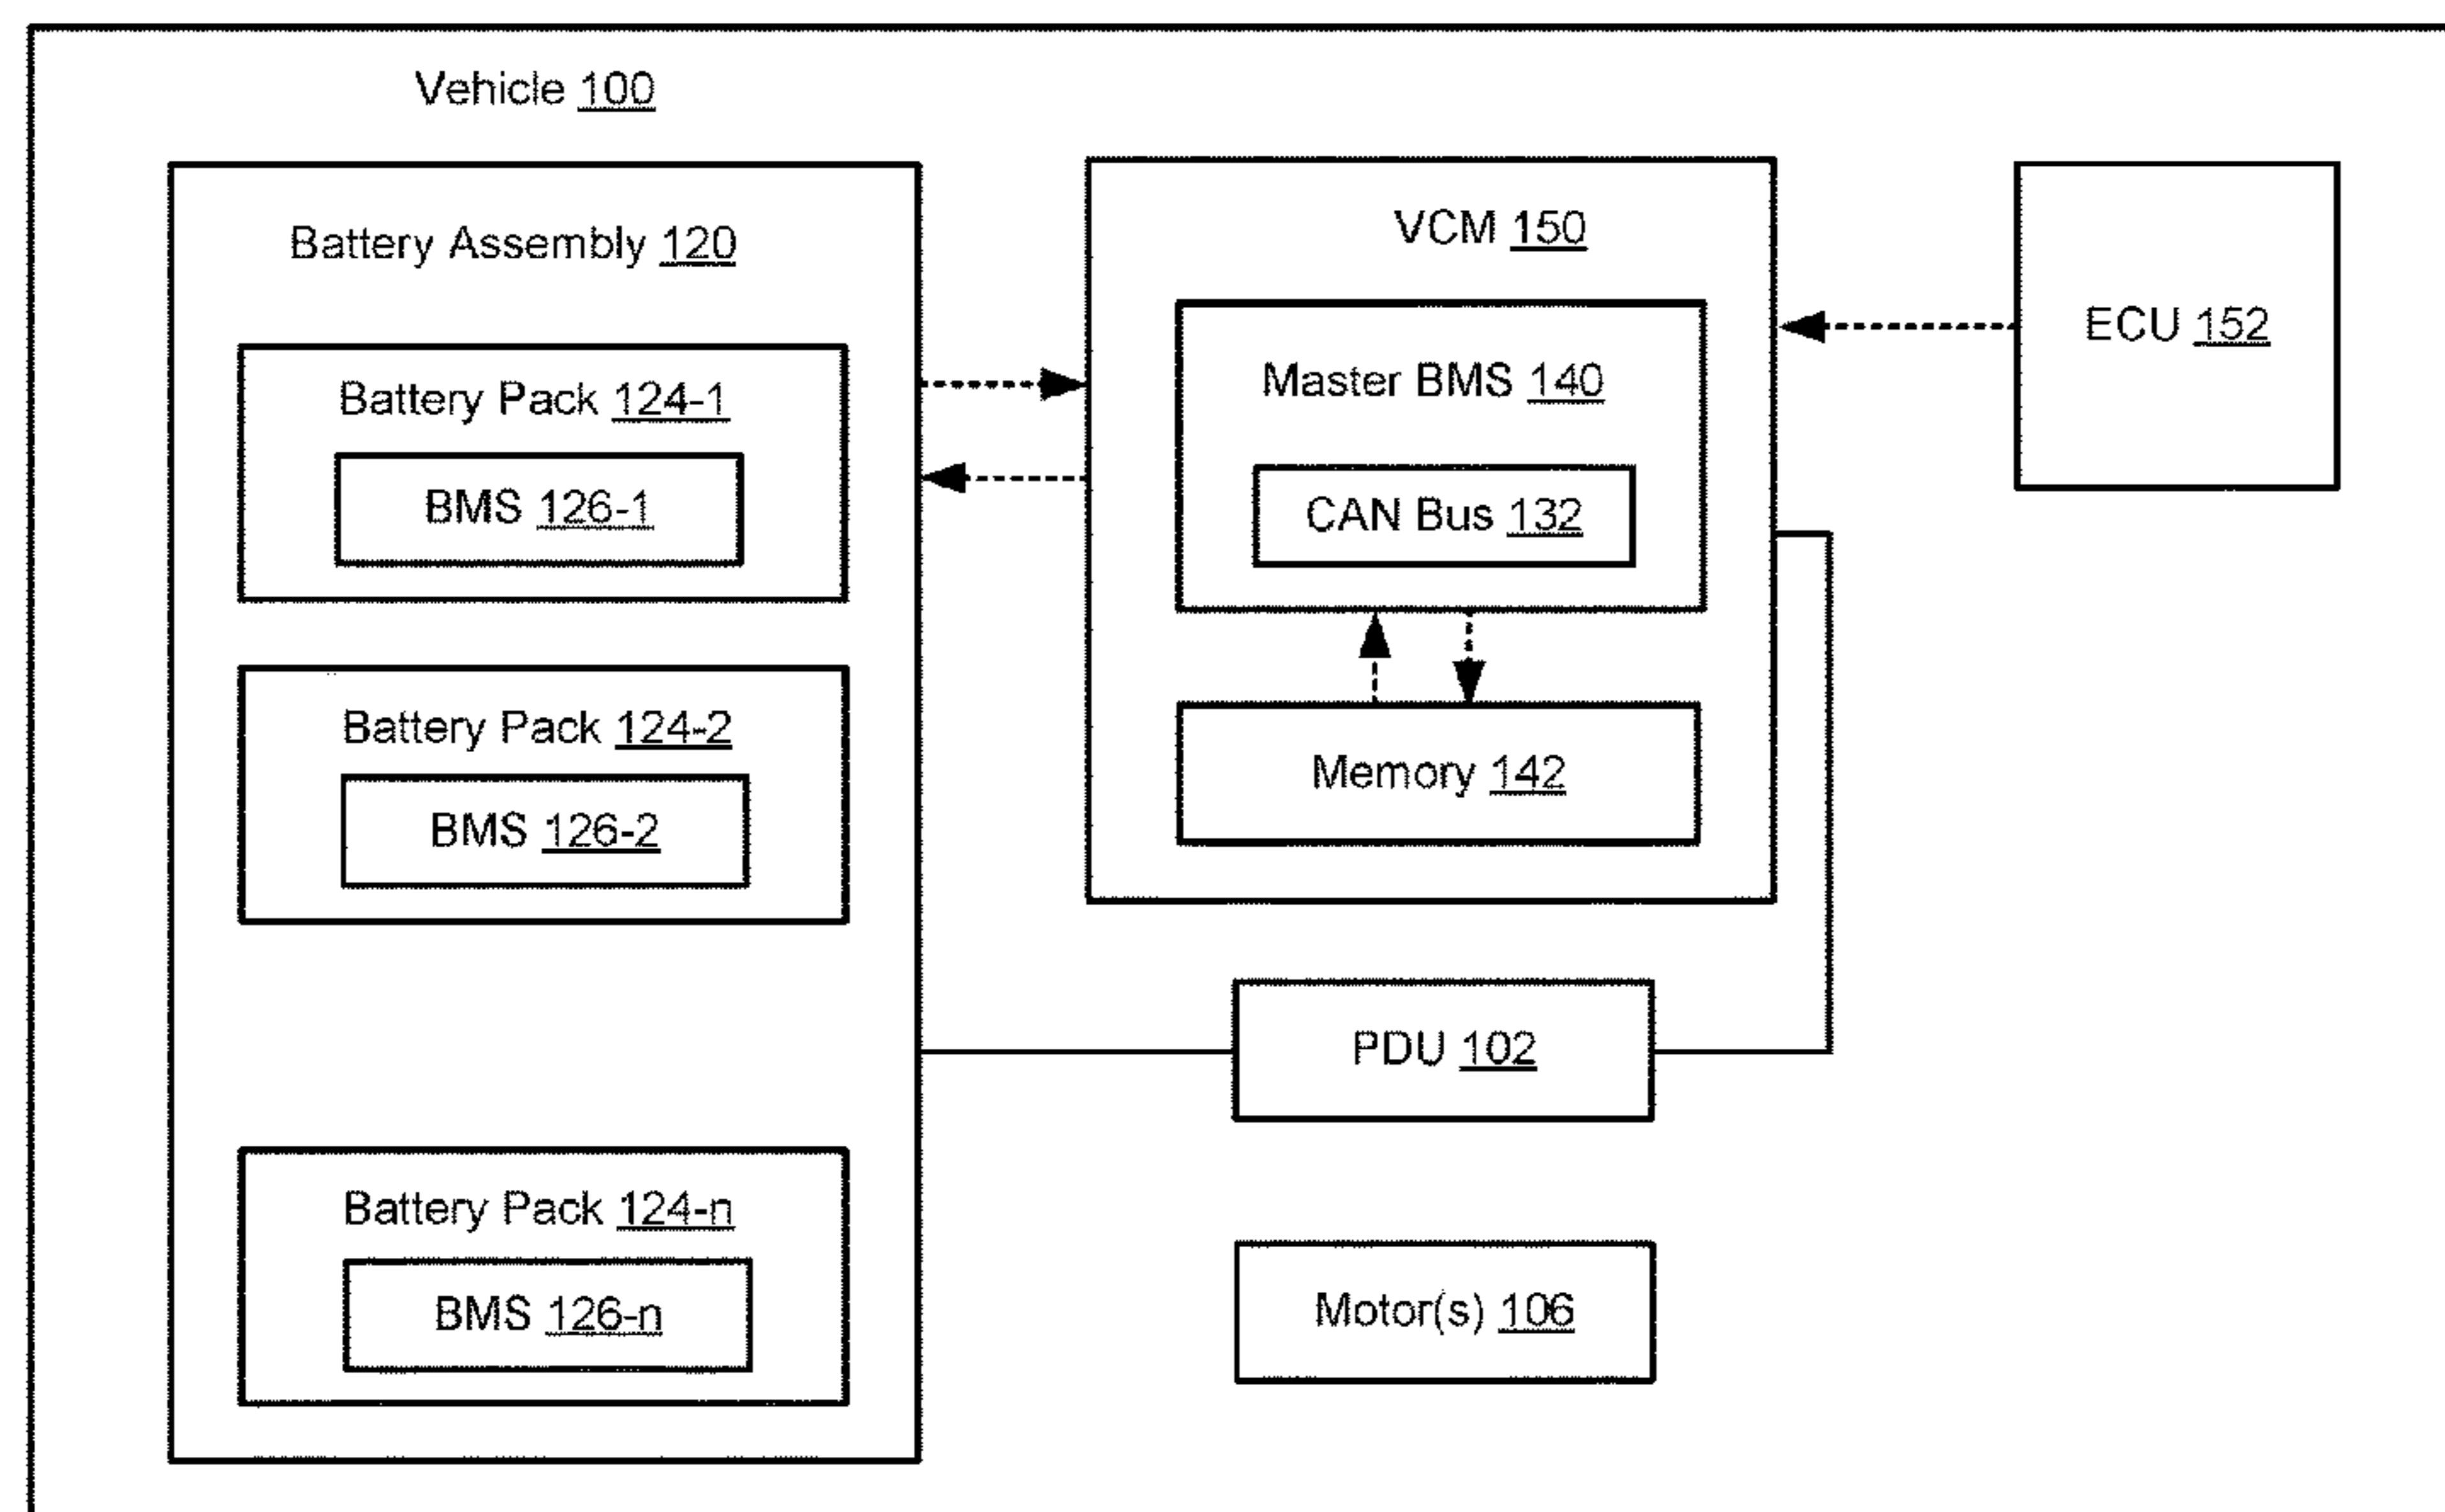 Vehicle 100
Battery Assembly 120
Battery Pack 124-1
BMS 126-1
Battery Pack 124-2
BMS 126-2
Battery Pack 124-n
BMS 126-n
VCM 150
Master BMS 140
CAN Bus 132
Memory 142
ECU 152
PDU 102
Motor(s) 106